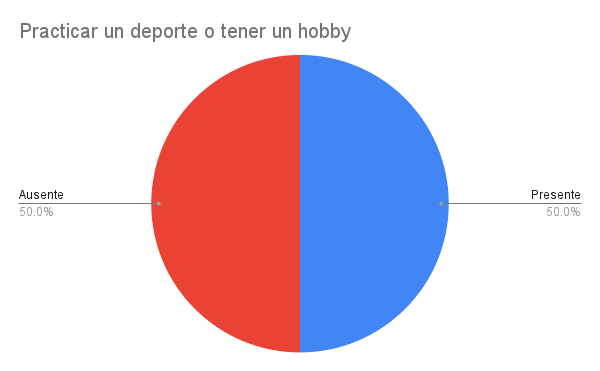 Practicar un deporte o tener un hobby
Ausente
50.0%
Presente
50.0%